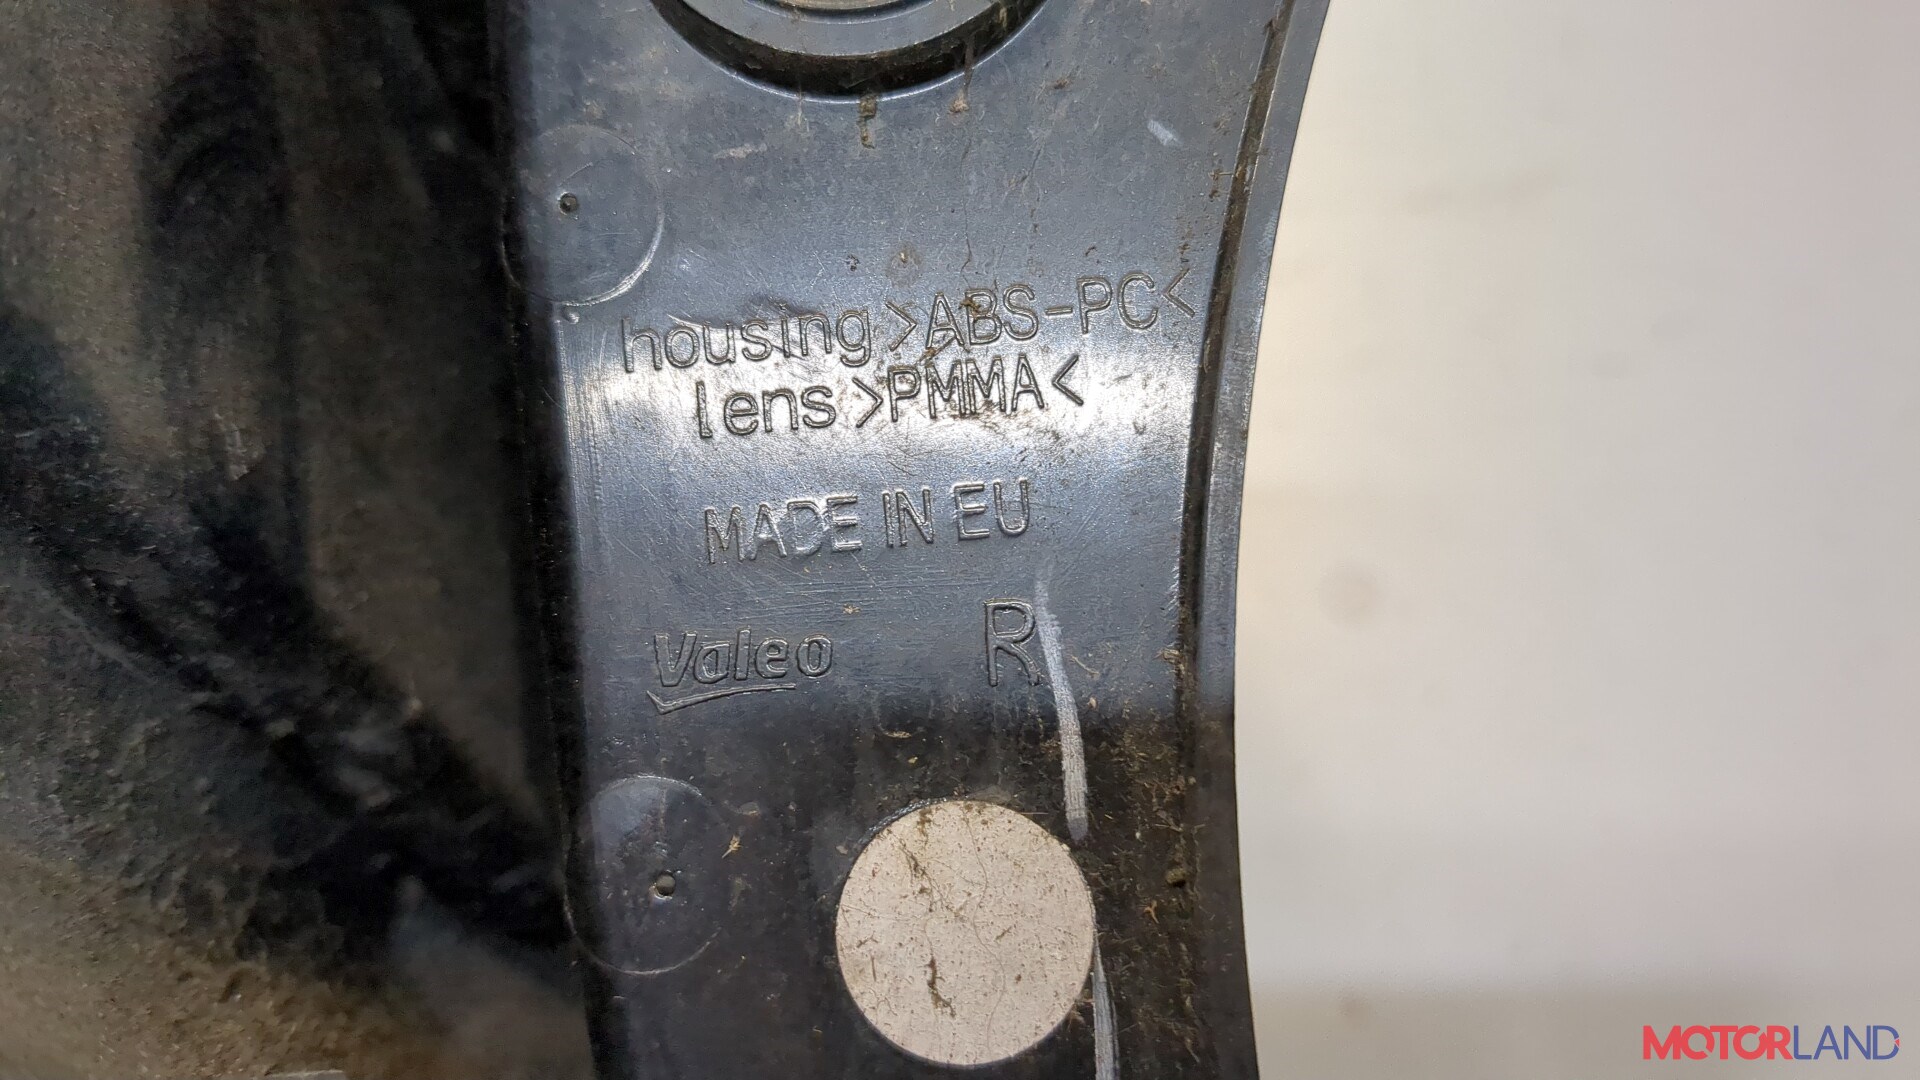 housing >ABS-PC<
lens >PMMA<
MADE IN EU
Valeo R
MOTORLAND